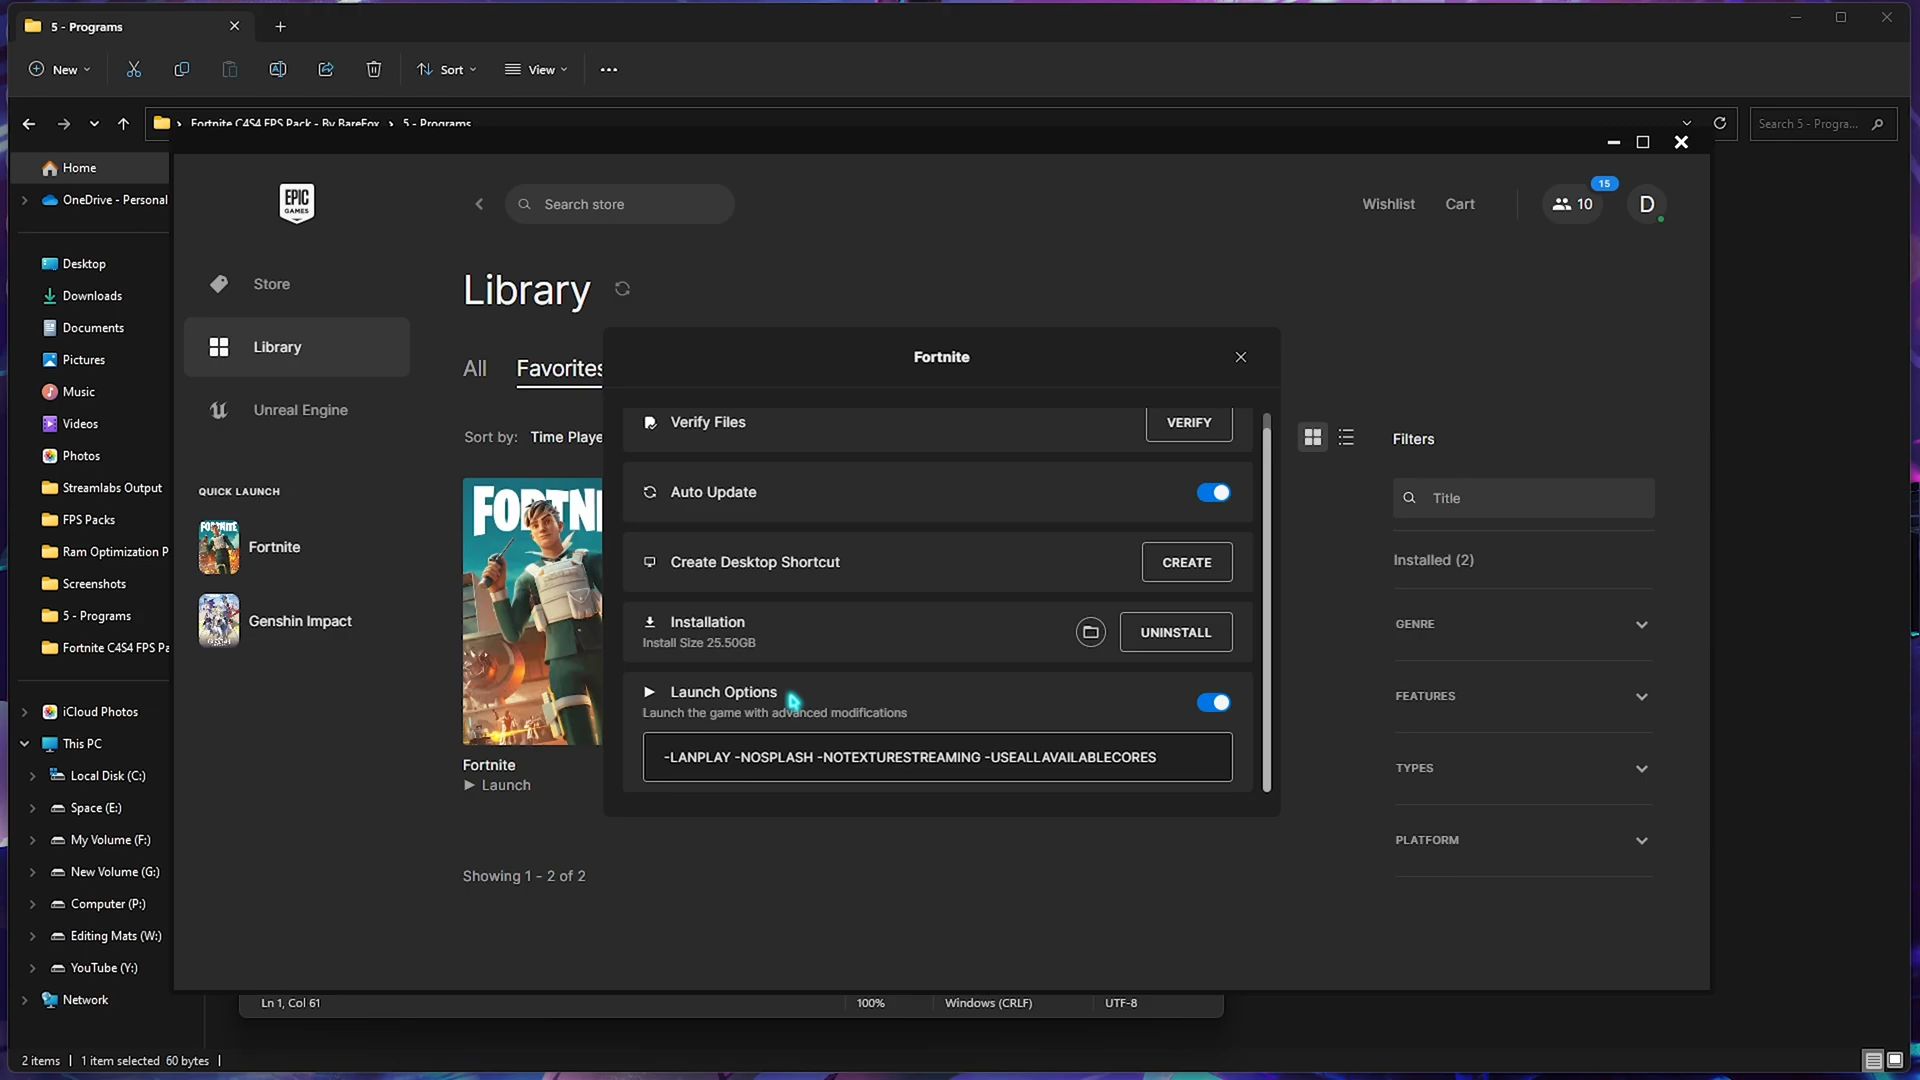 5 - Programs
New
Sort
View
Fortnite C4S4 FPS Pack - By BareFox
5 - Programs
Search 5 - Progra...
Home
OneDrive - Personal
Desktop
Downloads
Documents
Pictures
Music
Videos
Photos
Streamlabs Output
FPS Packs
Ram Optimization P
Screenshots
5 - Programs
Fortnite C4S4 FPS Pa
iCloud Photos
This PC
Local Disk (C:)
Space (E:)
My Volume (F:)
New Volume (G:)
Computer (P:)
Editing Mats (W:)
YouTube (Y:)
Network
2 items
1 item selected 60 bytes
EPIC
GAMES
Search store
Wishlist
Cart
15
10
D
Store
Library
Unreal Engine
QUICK LAUNCH
Fortnite
Genshin Impact
Library
All
Favorites
Sort by: Time Playe
FORTNI
Fortnite
Launch
Showing 1 - 2 of 2
Fortnite
Verify Files
VERIFY
Auto Update
Create Desktop Shortcut
CREATE
Installation
Install Size 25.50GB
UNINSTALL
Launch Options
Launch the game with advanced modifications
-LANPLAY -NOSPLASH -NOTEXTURESTREAMING -USEALLAVAILABLECORES
Filters
Title
Installed (2)
GENRE
FEATURES
TYPES
PLATFORM
Ln 1, Col 61
100%
Windows (CRLF)
UTF-8